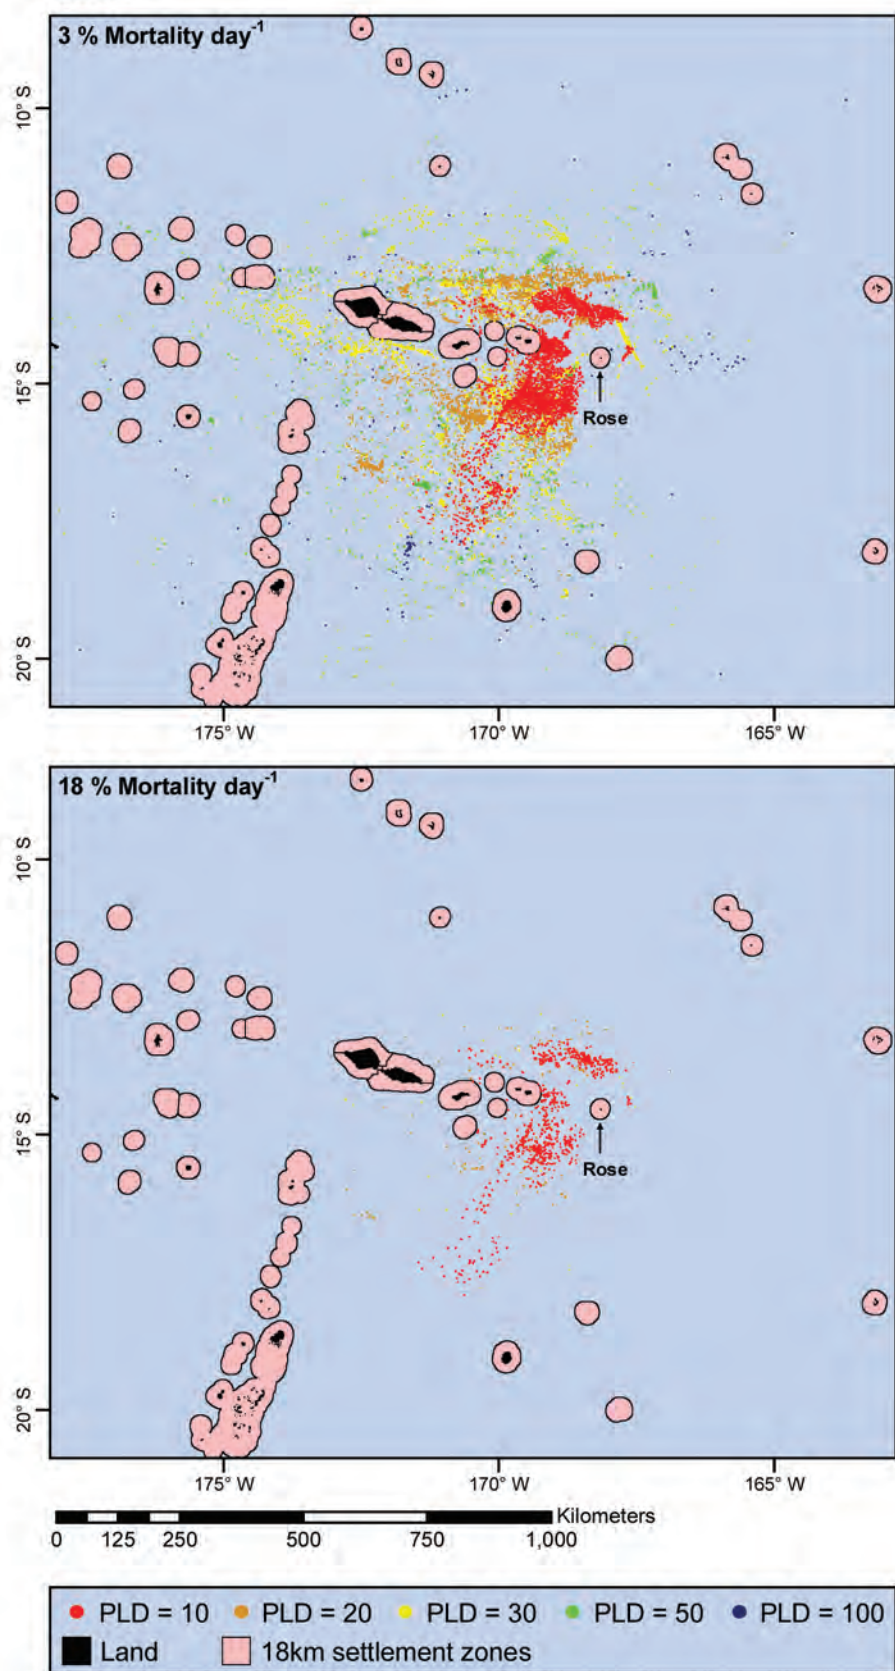 3 % Mortality day-1
10° S
15° S
Rose
20° S
175° W 170° W 165° W
18 % Mortality day-1
10° S
15° S
Rose
20° S
175° W 170° W 165° W
Kilometers
0 125 250 500 750 1,000
PLD = 10 PLD = 20 PLD = 30 PLD = 50 PLD = 100
Land 18km settlement zones